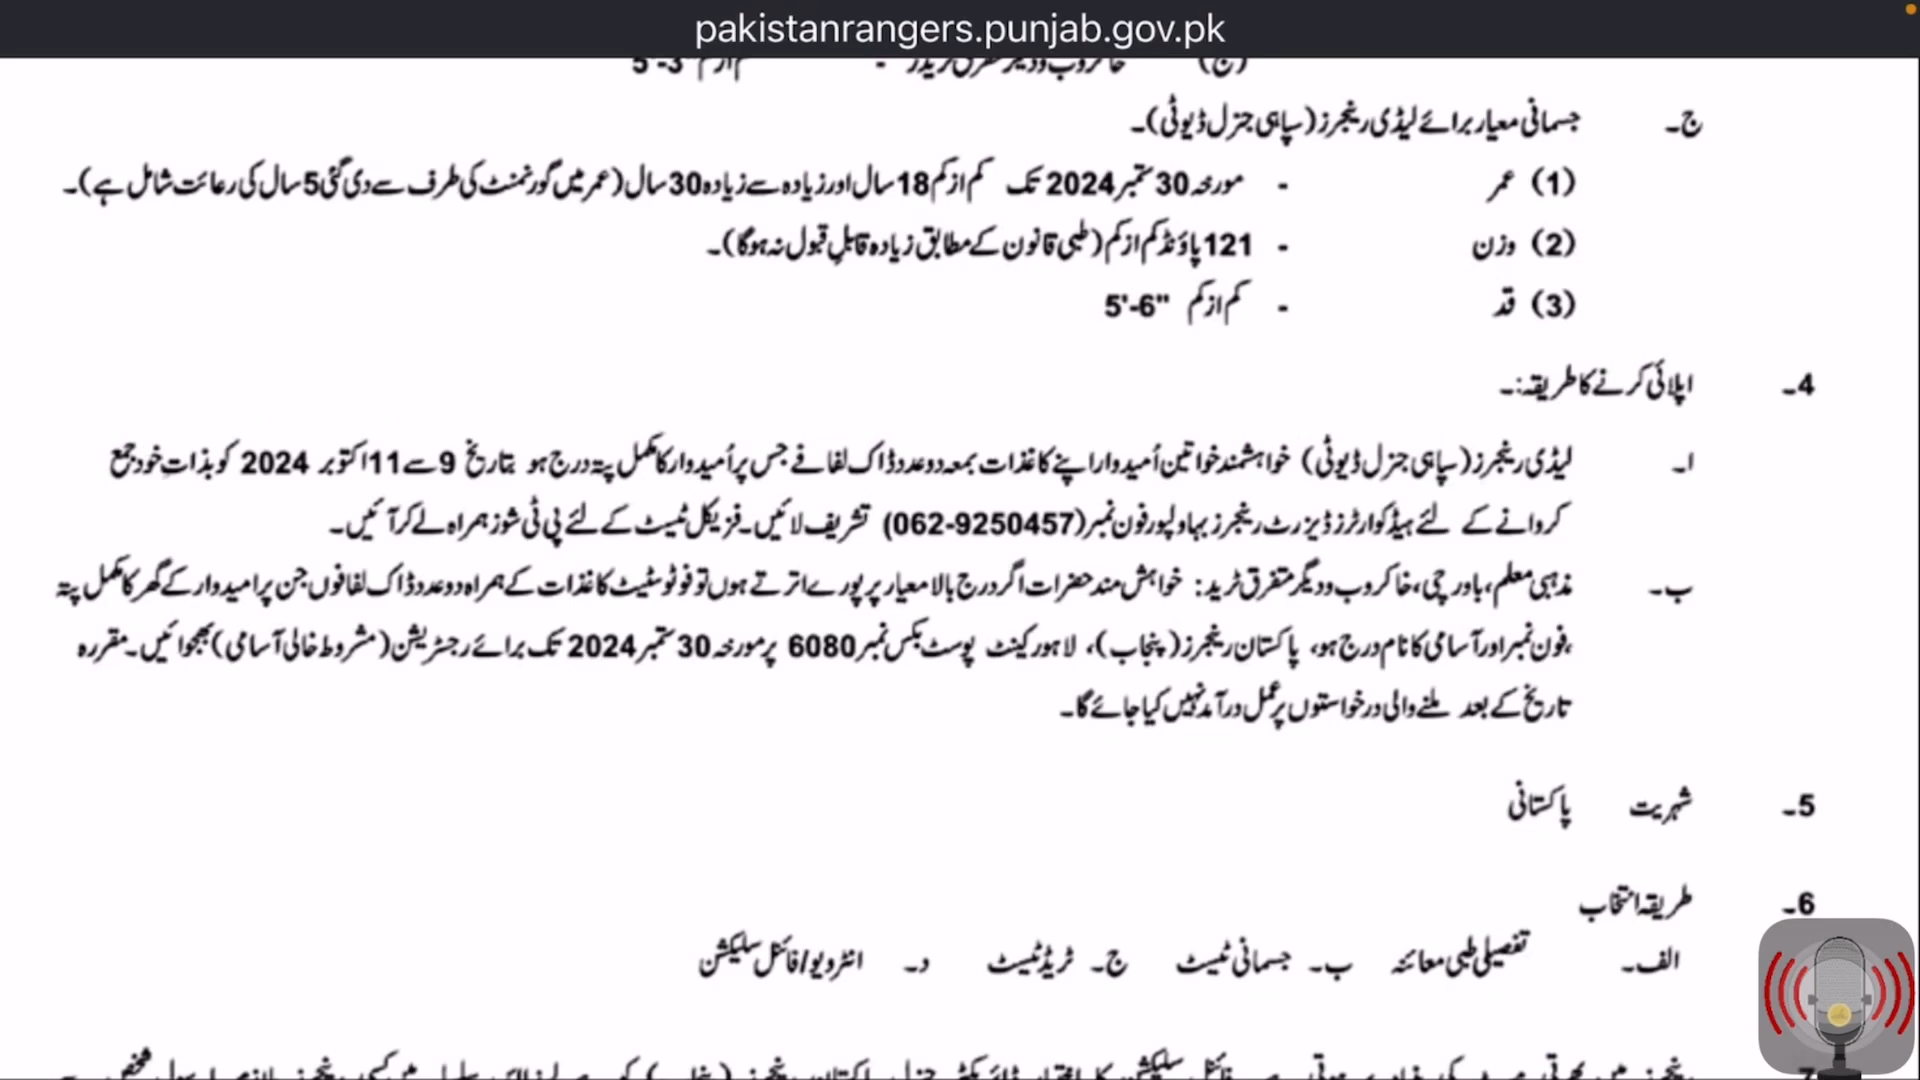 pakistanrangers.punjab.gov.pk
(ج) خاکروب ودیگر متفرق ٹریڈز - کم از کم 3-'5
ج۔ جسمانی معیار برائے لیڈی رینجرز (سپاہی جنرل ڈیوٹی)۔
(1) عمر - مورخہ 30 ستمبر 2024 تک کم از کم 18 سال اور زیادہ سے زیادہ 30 سال (عمر میں گورنمنٹ کی طرف سے دی گئی 5 سال کی رعائت شامل ہے)۔
(2) وزن - 121 پاؤنڈ کم از کم (طبی قانون کے مطابق زیادہ قابلِ قبول نہ ہوگا)۔
(3) قد - کم از کم 5'-6"
4۔ اپلائی کرنے کا طریقہ:۔
ا۔ لیڈی رینجرز (سپاہی جنرل ڈیوٹی) خواہشمند خواتین اُمیدوار اپنے کاغذات بمعہ دو عدد ڈاک لفافے جس پر اُمیدوار کا مکمل پتہ درج ہو بتاریخ 9 سے 11 اکتوبر 2024 کو بذاتِ خود جمع
کروانے کے لئے ہیڈ کوارٹرز ڈیزرٹ رینجرز بہاولپور فون نمبر (062-9250457) تشریف لائیں۔ فزیکل ٹیسٹ کے لئے پی ٹی شوز ہمراہ لے کر آئیں۔
ب۔ مذہبی معلم، باورچی، خاکروب ودیگر متفرق ٹریڈ: خواہش مند حضرات اگر درج بالا معیار پر پورے اترتے ہوں تو فوٹو سٹیٹ کاغذات کے ہمراہ دو عدد ڈاک لفافوں جن پر امیدوار کے گھر کا مکمل پتہ
،فون نمبر اور آسامی کا نام درج ہو، پاکستان رینجرز (پنجاب)، لاہور کینٹ پوسٹ بکس نمبر 6080 پر مورخہ 30 ستمبر 2024 تک برائے رجسٹریشن (مشروط خالی آسامی) بھجوائیں۔ مقررہ
تاریخ کے بعد ملنے والی درخواستوں پر عمل درآمد نہیں کیا جائے گا۔
5۔ شہریت پاکستانی
6۔ طریقہ انتخاب
الف۔ تفصیلی طبی معائنہ ب۔ جسمانی ٹیسٹ ج۔ ٹریڈ ٹیسٹ د۔ انٹرویو/فائنل سلیکشن